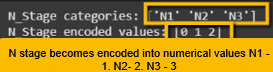 N_Stage categories: ['N1' 'N2' 'N3']
N_Stage encoded values: [0 1 2]
N stage becomes encoded into numerical values N1 -
1. N2- 2. N3 - 3